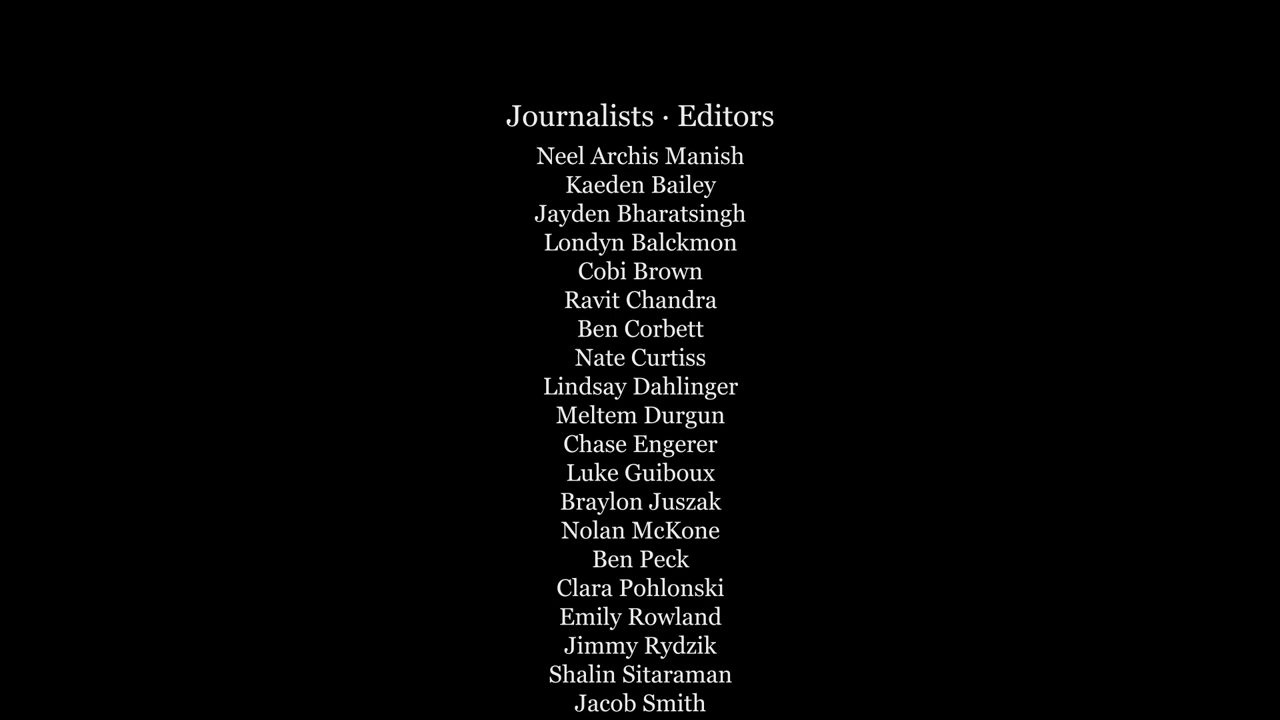 Journalists · Editors
Neel Archis Manish
Kaeden Bailey
Jayden Bharatsingh
Londyn Balckmon
Cobi Brown
Ravit Chandra
Ben Corbett
Nate Curtiss
Lindsay Dahlinger
Meltem Durgun
Chase Engerer
Luke Guiboux
Braylon Juszak
Nolan McKone
Ben Peck
Clara Pohlonski
Emily Rowland
Jimmy Rydzik
Shalin Sitaraman
Jacob Smith